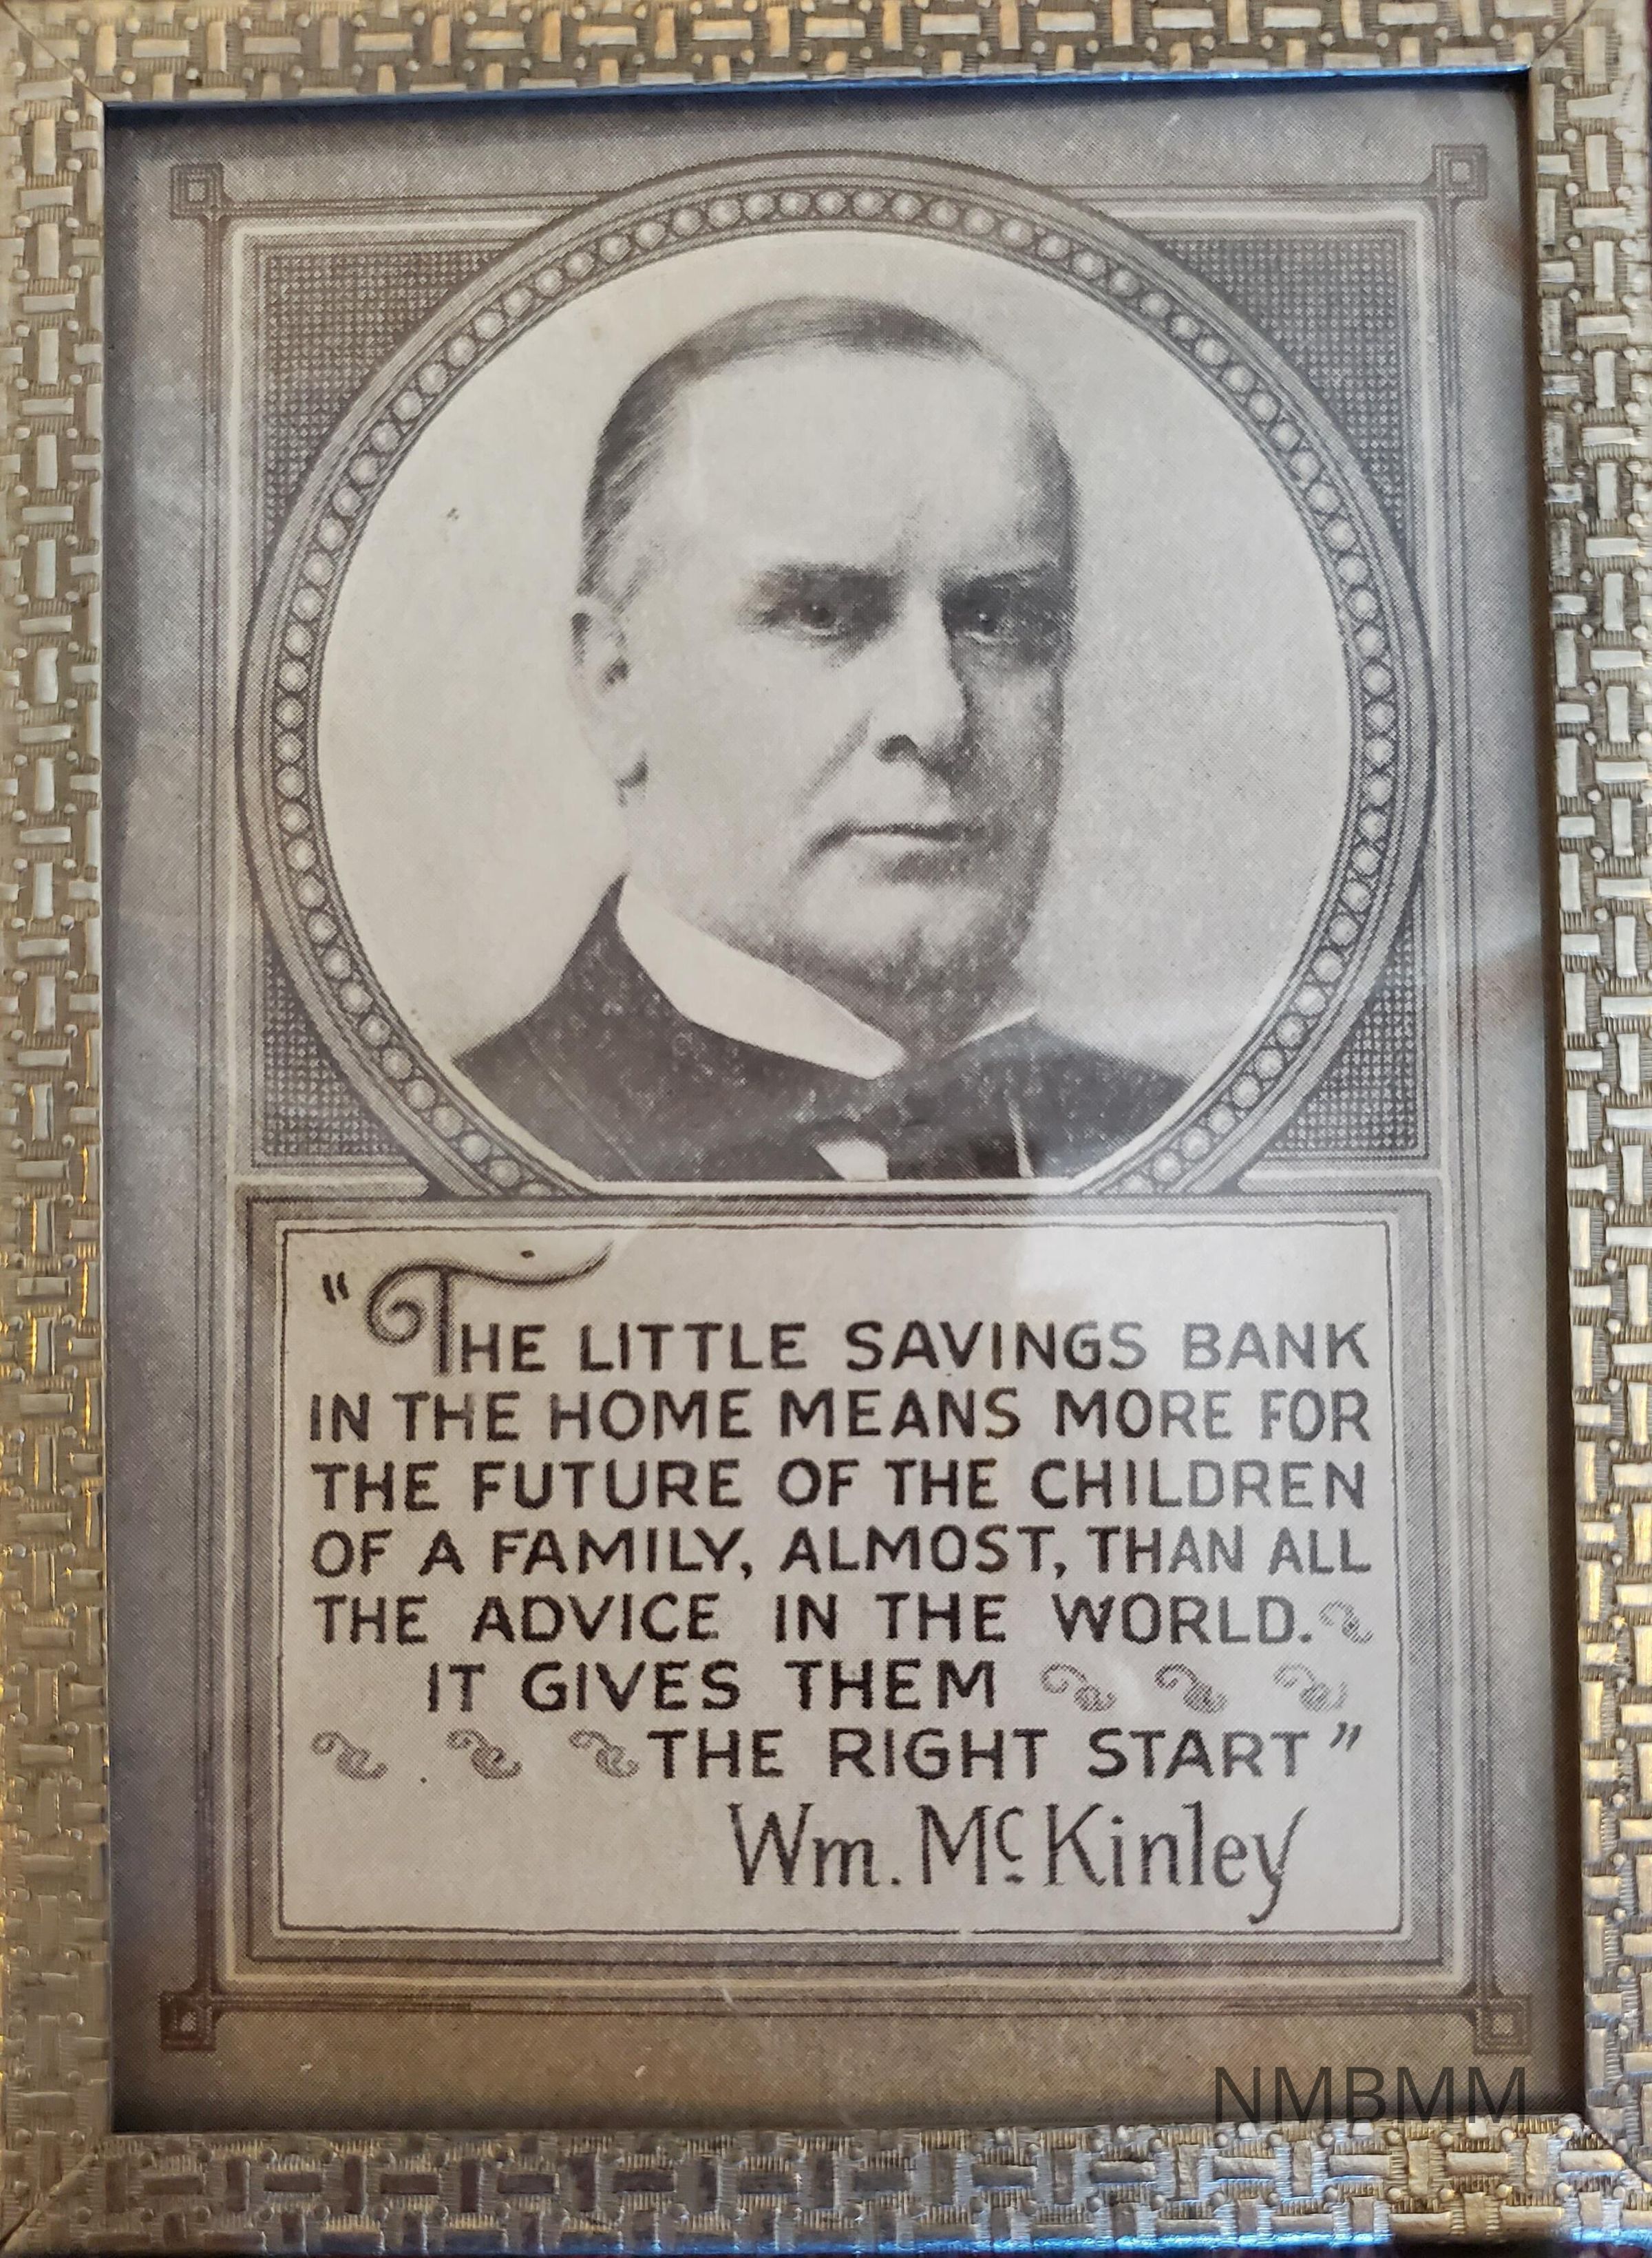 “THE LITTLE SAVINGS BANK
IN THE HOME MEANS MORE FOR
THE FUTURE OF THE CHILDREN
OF A FAMILY, ALMOST, THAN ALL
THE ADVICE IN THE WORLD.
IT GIVES THEM
THE RIGHT START”
Wm. McKinley
NMBMM